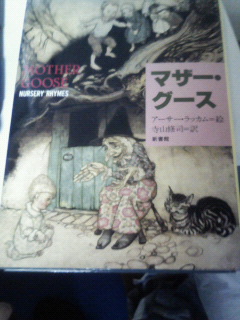 MOTHER
GOOSE
NURSERY RHYMES
マザー・
グース
アーサー・ラッカム=絵
寺山修司=訳
新書館